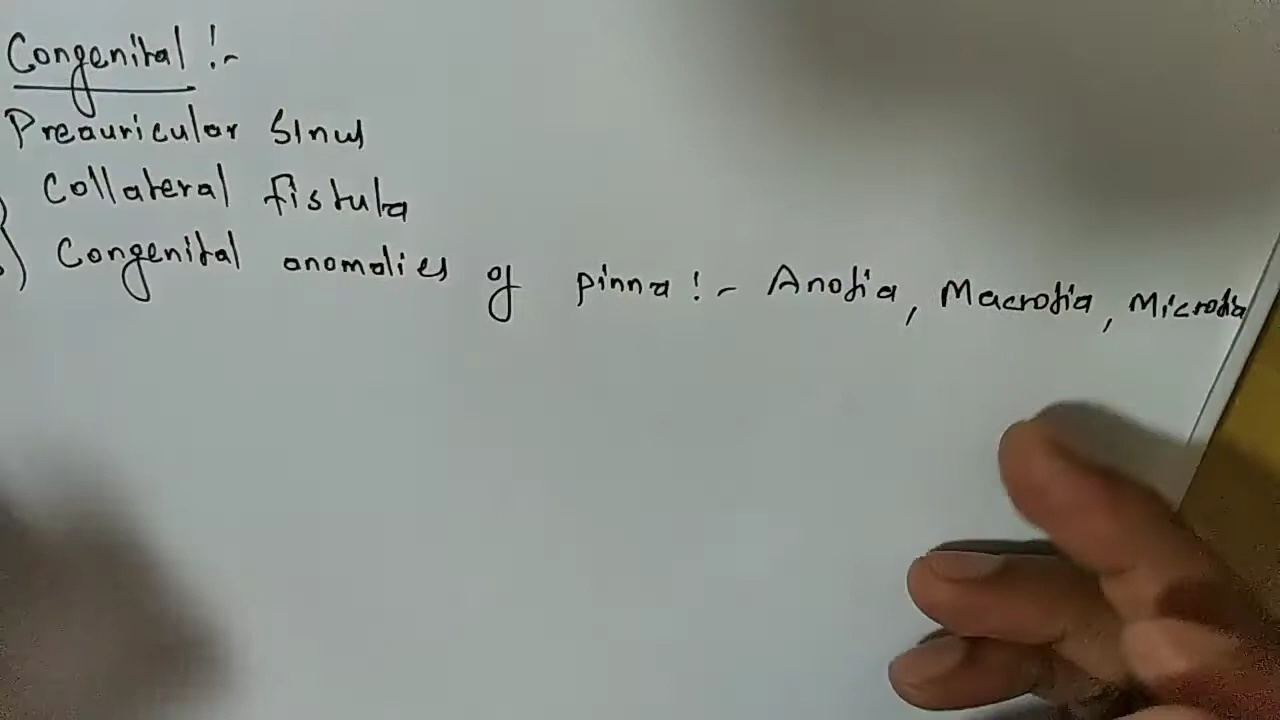 Congenital :-
Preauricular Sinus
Collateral fistula
) Congenital anomalies of pinna :- Anotia, Macrotia, Microtia